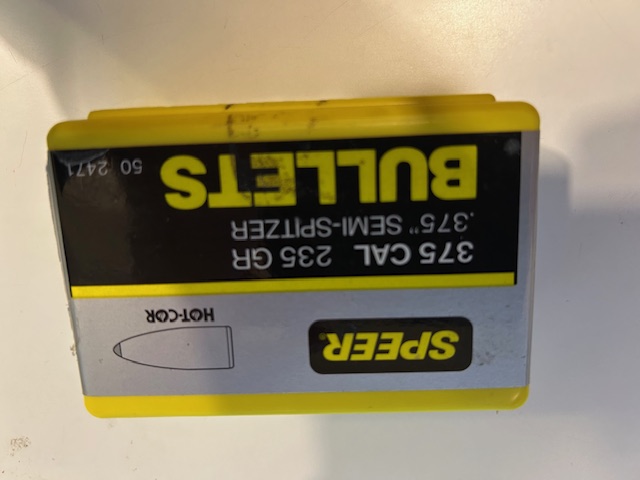 SPEER
HOT-COR
375 CAL 235 GR
.375" SEMI-SPITZER
BULLETS
50 2471